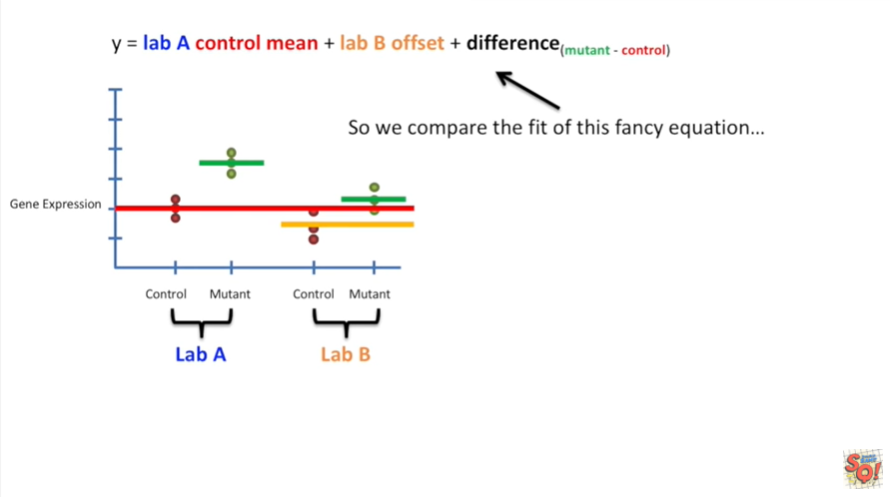 y = lab A control mean + lab B offset + difference(mutant - control)
So we compare the fit of this fancy equation...
Gene Expression
Control Mutant Control Mutant
Lab A Lab B
SQ!